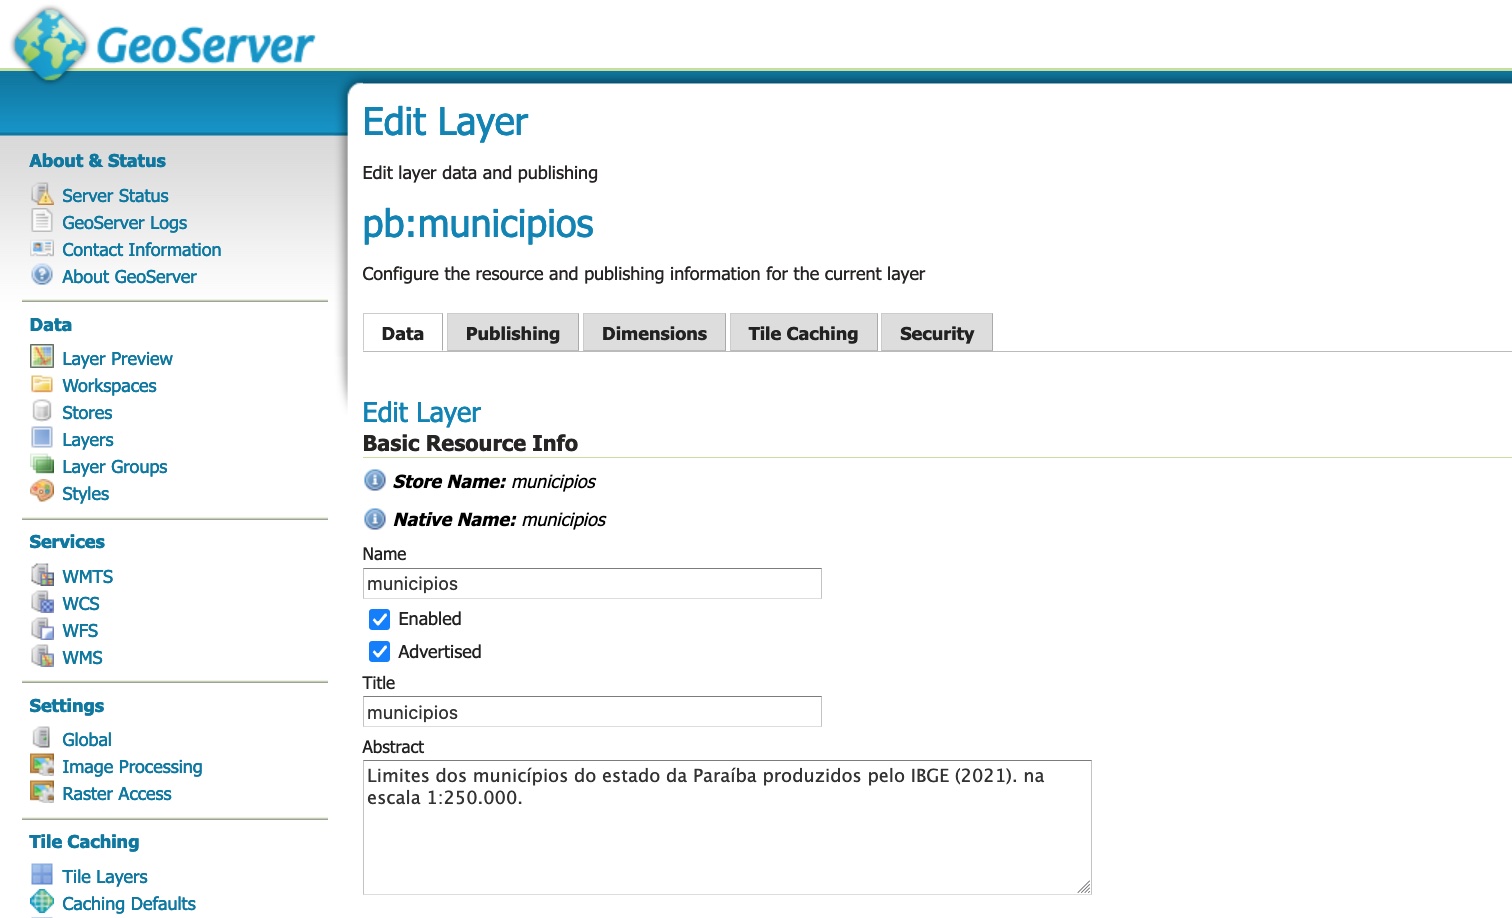 GeoServer
About & Status
Server Status
GeoServer Logs
Contact Information
About GeoServer
Data
Layer Preview
Workspaces
Stores
Layers
Layer Groups
Styles
Services
WMTS
WCS
WFS
WMS
Settings
Global
Image Processing
Raster Access
Tile Caching
Tile Layers
Caching Defaults
Edit Layer
Edit layer data and publishing
pb:municipios
Configure the resource and publishing information for the current layer
Data Publishing Dimensions Tile Caching Security
Edit Layer
Basic Resource Info
Store Name: municipios
Native Name: municipios
Name
municipios
Enabled
Advertised
Title
municipios
Abstract
Limites dos municípios do estado da Paraíba produzidos pelo IBGE (2021). na
escala 1:250.000.